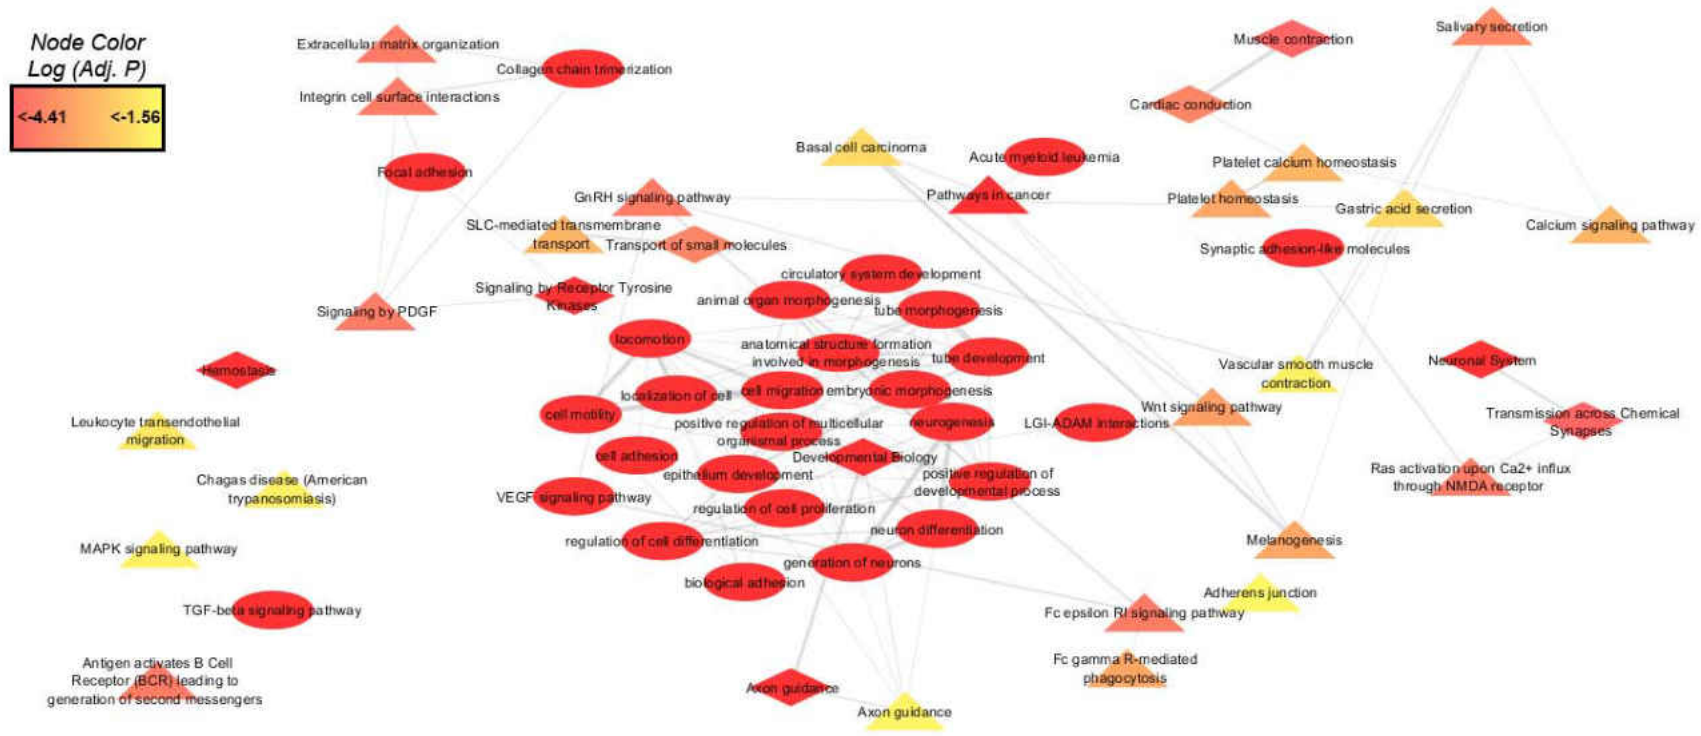 Node Color
Log (Adj. P)
<-4.41
<-1.56
Extracellular matrix organization
Collagen chain trimerization
Integrin cell surface interactions
Focal adhesion
Signaling by PDGF
Signaling by Receptor Tyrosine
Kinases
GnRH signaling pathway
SLC-mediated transmembrane
transport
Transport of small molecules
Basal cell carcinoma
Acute myeloid leukemia
Pathways in cancer
Muscle contraction
Cardiac conduction
Salivary secretion
Platelet calcium homeostasis
Platelet homeostasis
Gastric acid secretion
Calcium signaling pathway
Synaptic adhesion-like molecules
circulatory system development
animal organ morphogenesis
tube morphogenesis
locomotion
anatomical structure formation
involved in morphogenesis
tube development
localization of cell
cell migration
embryonic morphogenesis
cell motility
positive regulation of multicellular
organismal process
neurogenesis
LGI-ADAM interactions
cell adhesion
Developmental Biology
epithelium development
positive regulation of
developmental process
VEGF signaling pathway
regulation of cell proliferation
neuron differentiation
regulation of cell differentiation
generation of neurons
biological adhesion
Vascular smooth muscle
contraction
Wnt signaling pathway
Neuronal System
Transmission across Chemical
Synapses
Ras activation upon Ca2+ influx
through NMDA receptor
Melanogenesis
Adherens junction
Fc epsilon RI signaling pathway
Fc gamma R-mediated
phagocytosis
Axon guidance
Axon guidance
Hemostasis
Leukocyte transendothelial
migration
Chagas disease (American
trypanosomiasis)
MAPK signaling pathway
TGF-beta signaling pathway
Antigen activates B Cell
Receptor (BCR) leading to
generation of second messengers